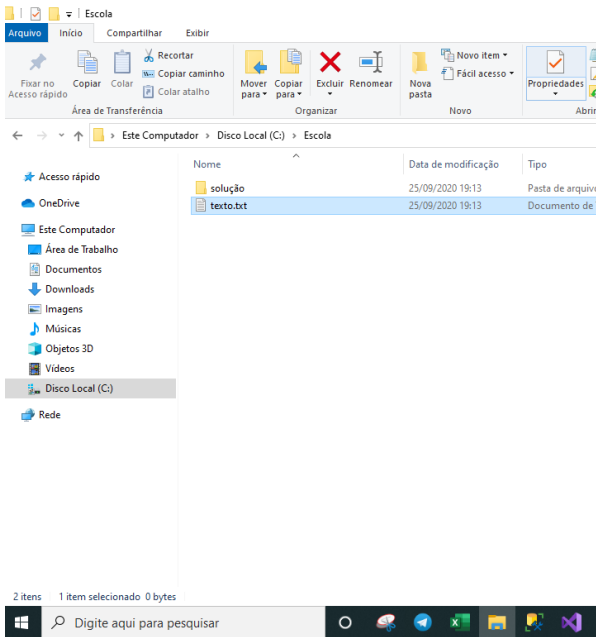 Escola
Arquivo Início Compartilhar Exibir
Fixar no Acesso rápido
Copiar
Colar
Recortar
Copiar caminho
Colar atalho
Área de Transferência
Mover para
Copiar para
Excluir
Renomear
Organizar
Nova pasta
Novo item
Fácil acesso
Novo
Propriedades
Abrir
Este Computador > Disco Local (C:) > Escola
Nome Data de modificação Tipo
solução 25/09/2020 19:13 Pasta de arquivo
texto.txt 25/09/2020 19:13 Documento de
Acesso rápido
OneDrive
Este Computador
Área de Trabalho
Documentos
Downloads
Imagens
Músicas
Objetos 3D
Vídeos
Disco Local (C:)
Rede
2 itens 1 item selecionado 0 bytes
Digite aqui para pesquisar